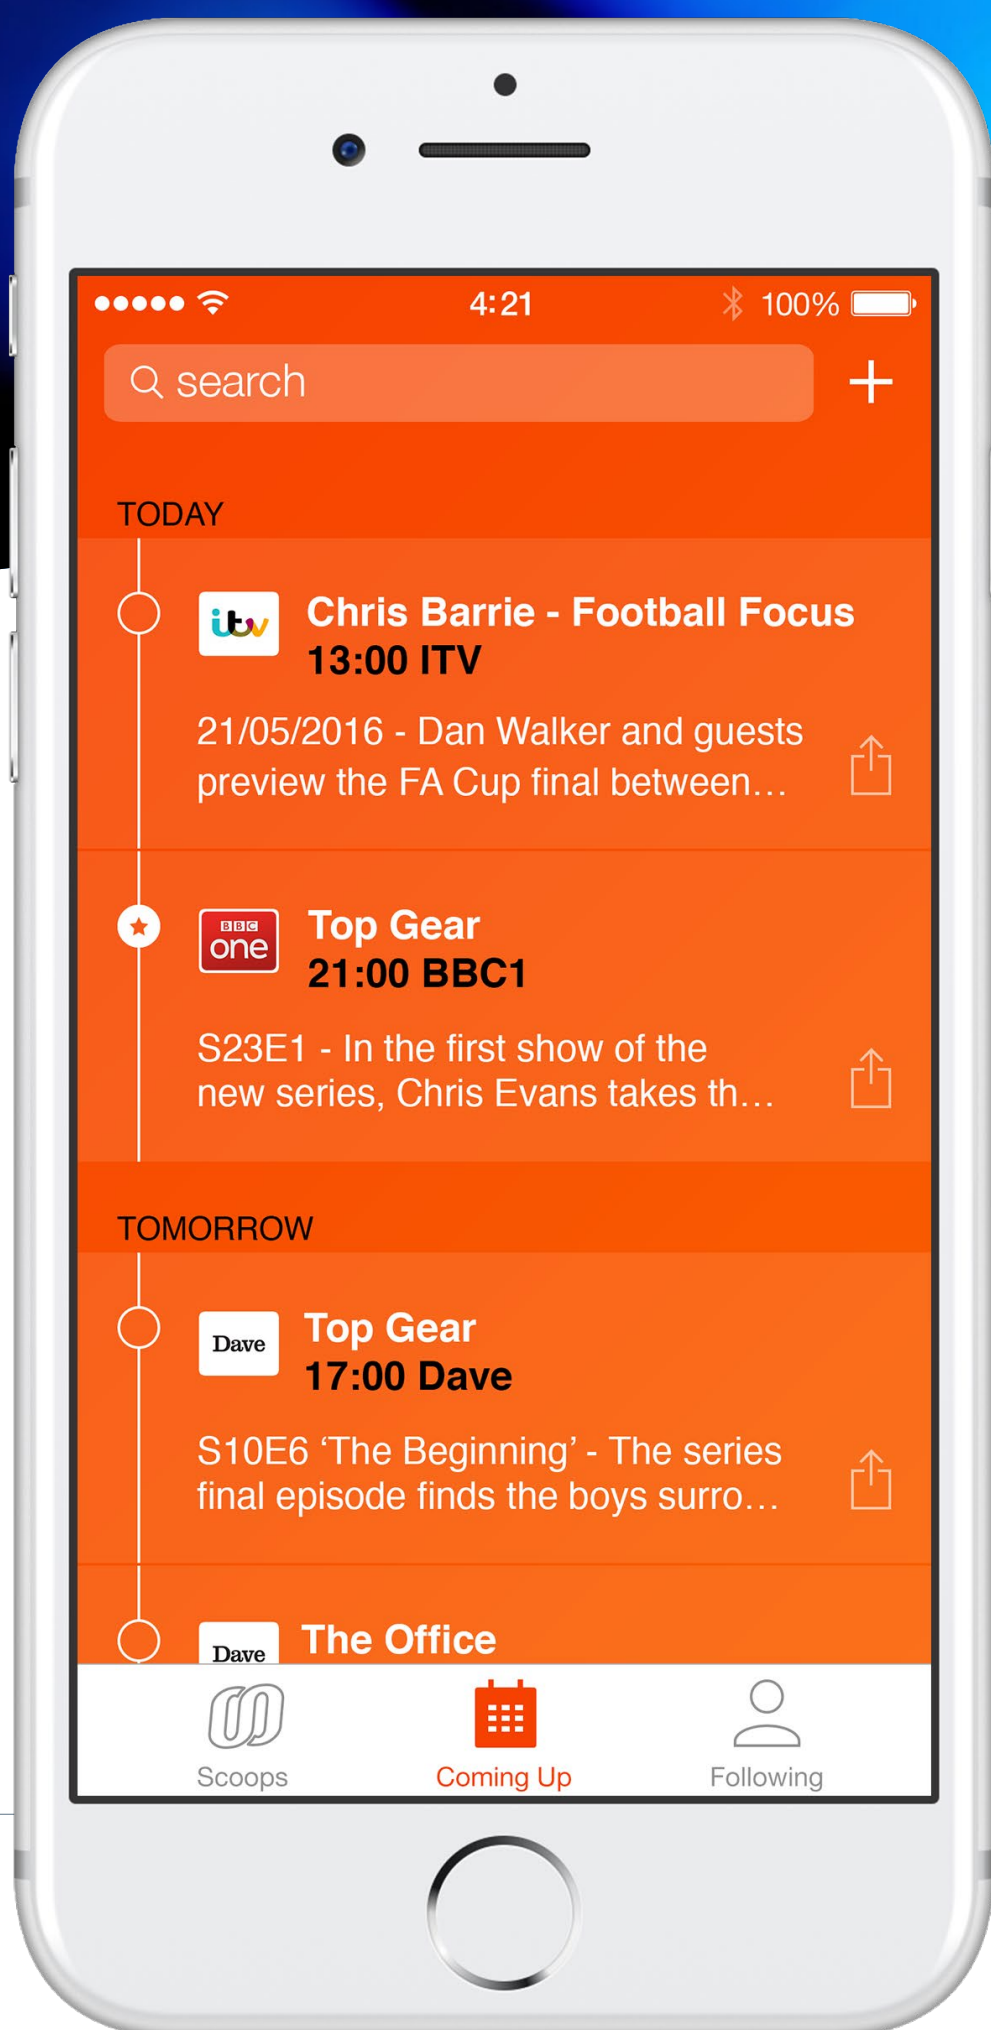 4:21
100%
search
TODAY
itv
Chris Barrie - Football Focus
13:00 ITV
21/05/2016 - Dan Walker and guests
preview the FA Cup final between...
BBC
one
Top Gear
21:00 BBC1
S23E1 - In the first show of the
new series, Chris Evans takes th...
TOMORROW
Dave
Top Gear
17:00 Dave
S10E6 ‘The Beginning’ - The series
final episode finds the boys surro...
Dave
The Office
Scoops
Coming Up
Following